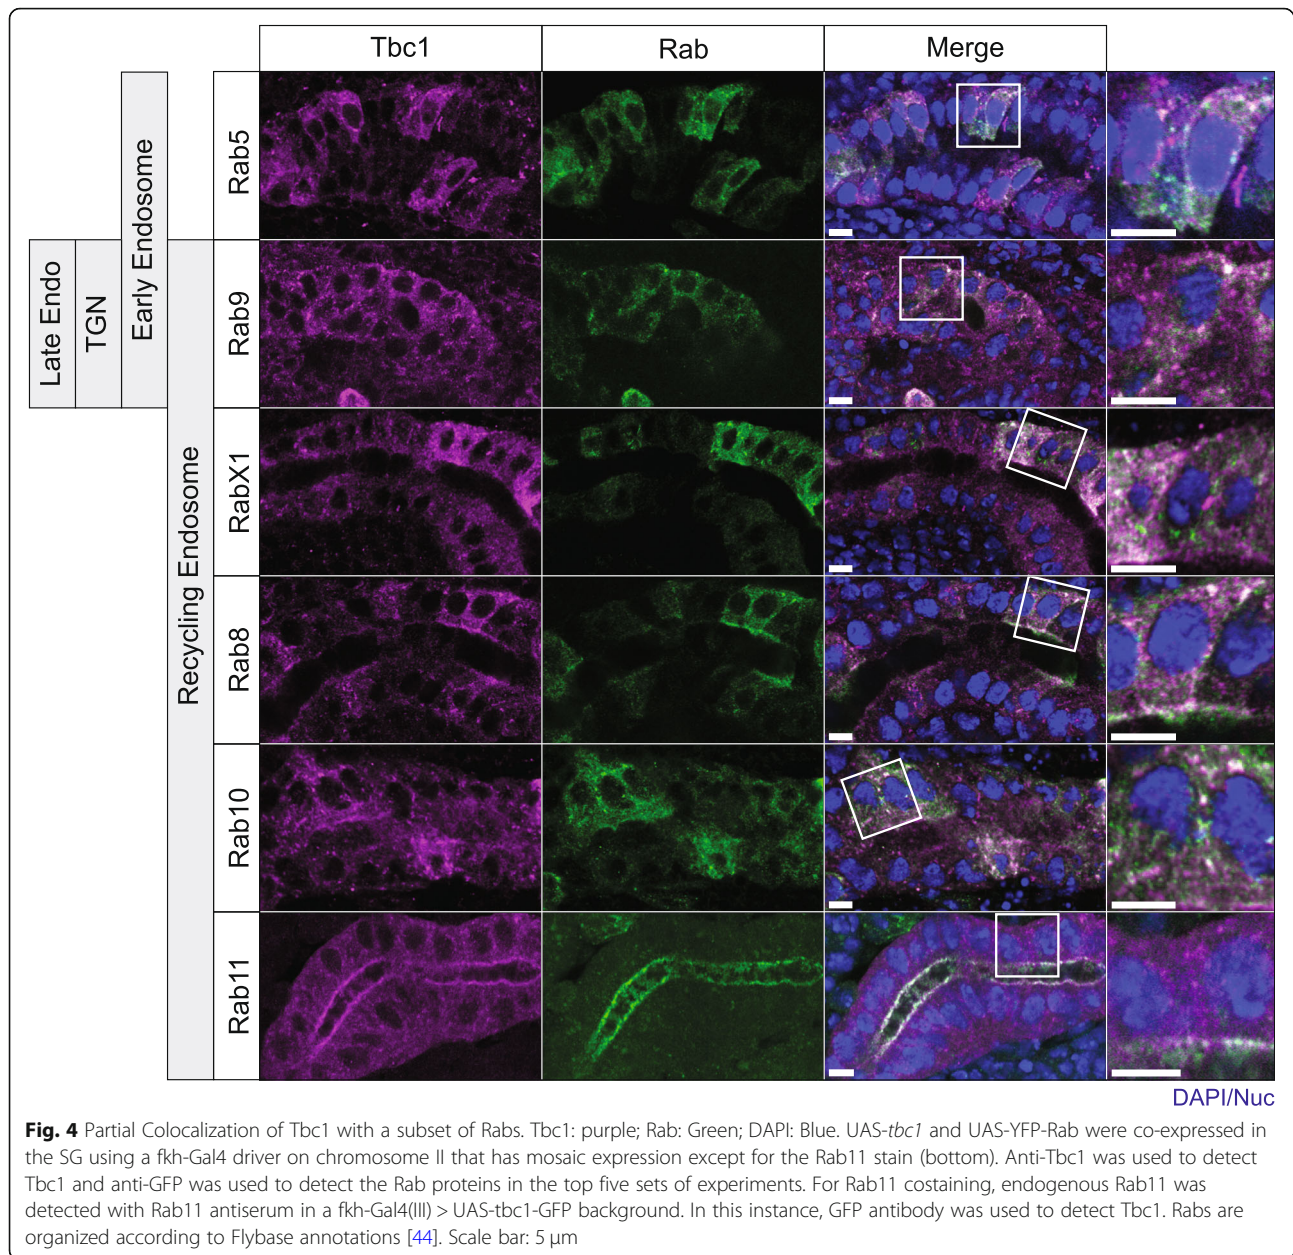 Tbc1
Rab
Merge
Late Endo
TGN
Early Endosome
Recycling Endosome
Rab5
Rab9
RabX1
Rab8
Rab10
Rab11
DAPI/Nuc
Fig. 4 Partial Colocalization of Tbc1 with a subset of Rabs. Tbc1: purple; Rab: Green; DAPI: Blue. UAS-tbc1 and UAS-YFP-Rab were co-expressed in
the SG using a fkh-Gal4 driver on chromosome II that has mosaic expression except for the Rab11 stain (bottom). Anti-Tbc1 was used to detect
Tbc1 and anti-GFP was used to detect the Rab proteins in the top five sets of experiments. For Rab11 costaining, endogenous Rab11 was
detected with Rab11 antiserum in a fkh-Gal4(III) > UAS-tbc1-GFP background. In this instance, GFP antibody was used to detect Tbc1. Rabs are
organized according to Flybase annotations [44]. Scale bar: 5 μm